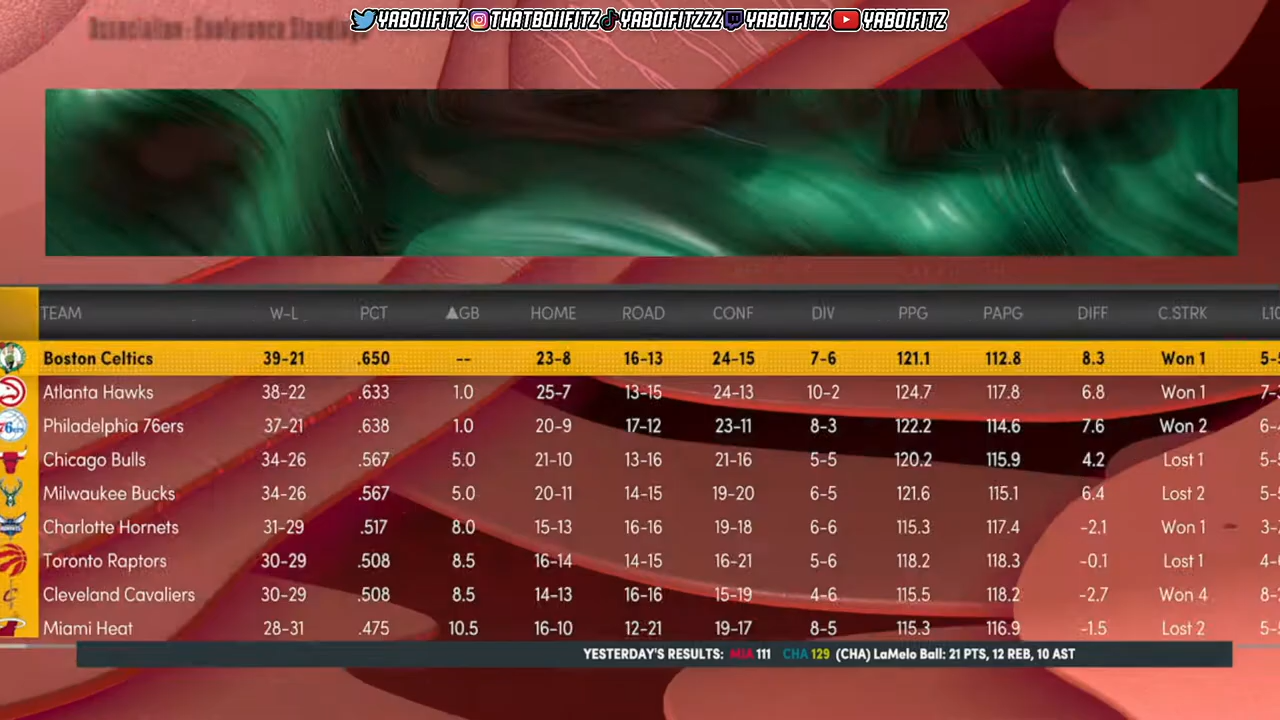 YABOIIFITZ THATBOIIFITZ YABOIFITZZZ YABOIFITZ YABOIFITZ
Association - Conference Standings
TEAM W-L PCT ▲GB HOME ROAD CONF DIV PPG PAPG DIFF C.STRK
Boston Celtics 39-21 .650 -- 23-8 16-13 24-15 7-6 121.1 112.8 8.3 Won 1
Atlanta Hawks 38-22 .633 1.0 25-7 13-15 24-13 10-2 124.7 117.8 6.8 Won 1
76ers Philadelphia 76ers 37-21 .638 1.0 20-9 17-12 23-11 8-3 122.2 114.6 7.6 Won 2
Chicago Bulls 34-26 .567 5.0 21-10 13-16 21-16 5-5 120.2 115.9 4.2 Lost 1
Milwaukee Bucks 34-26 .567 5.0 20-11 14-15 19-20 6-5 121.6 115.1 6.4 Lost 2
Charlotte Hornets 31-29 .517 8.0 15-13 16-16 19-18 6-6 115.3 117.4 -2.1 Won 1
Toronto Raptors 30-29 .508 8.5 16-14 14-15 16-21 5-6 118.2 118.3 -0.1 Lost 1
Cleveland Cavaliers 30-29 .508 8.5 14-13 16-16 15-19 4-6 115.5 118.2 -2.7 Won 4
Miami Heat 28-31 .475 10.5 16-10 12-21 19-17 8-5 115.3 116.9 -1.5 Lost 2
YESTERDAY'S RESULTS: MIA 111 CHA 129 (CHA) LaMelo Ball: 21 PTS, 12 REB, 10 AST